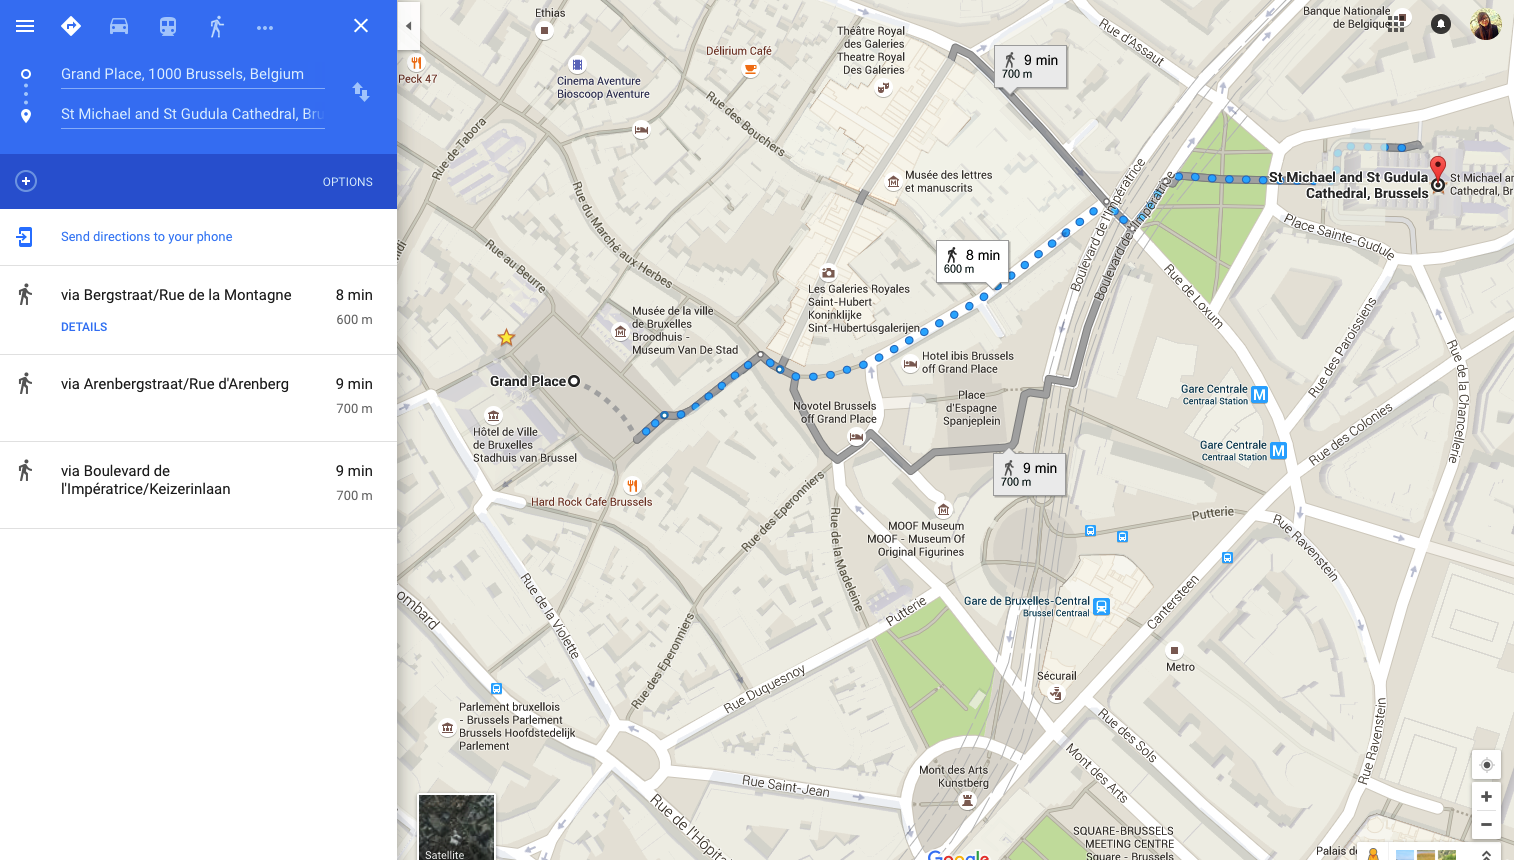 Grand Place, 1000 Brussels, Belgium
St Michael and St Gudula Cathedral, Bru
OPTIONS
Send directions to your phone
via Bergstraat/Rue de la Montagne
8 min
600 m
DETAILS
via Arenbergstraat/Rue d'Arenberg
9 min
700 m
via Boulevard de
l'Impératrice/Keizerinlaan
9 min
700 m
Ethias
Peck 47
Délirium Café
Cinema Aventure
Bioscoop Aventure
Théâtre Royal
des Galeries
Theatre Royal
Des Galeries
9 min
700 m
Rue d'Assaut
Banque Nationale
de Belgique
Rue de Tabora
Rue des Bouchers
Musée des lettres
et manuscrits
Rue du Marché aux Herbes
Rue du Beurre
Boulevard de l'Impératrice
Boulevard de l'Impératrice
St Michael and St Gudula
Cathedral, Brussels
St Michael an
Cathedral, Br
Place Sainte-Gudule
8 min
600 m
Les Galeries Royales
Saint-Hubert
Koninklijke
Sint-Hubertusgalerijen
Rue de Loxum
Rue des Paroissiens
Rue de la Chancellerie
Musée de la ville
de Bruxelles
Broodhuis -
Museum Van De Stad
Grand Place
Hotel ibis Brussels
off Grand Place
Novotel Brussels
off Grand Place
Place
d'Espagne
Spanjeplein
Gare Centrale
Centraal Station
M
Gare Centrale
Centraal Station
M
Rue des Colonies
Hôtel de Ville
de Bruxelles
Stadhuis van Brussel
9 min
700 m
Hard Rock Cafe Brussels
Rue des Eperonniers
Rue de la Madeleine
MOOF Museum
MOOF - Museum Of
Original Figurines
Putterie
Rue Ravenstein
Rue de la Violette
ombard
Putterie
Gare de Bruxelles-Central
Brussel Centraal
Cantersteen
Rue des Eperonniers
Rue Duquesnoy
Metro
Sécurail
Parlement bruxellois
- Brussels Parlement
Brussels Hoofdstedelijk
Parlement
Rue des Sols
Rue Ravenstein
Mont des Arts
Mont des Arts
Kunstberg
Rue Saint-Jean
Rue de l'Hôpital
SQUARE-BRUSSELS
MEETING CENTRE
Square - Brussels
Palais de
Satellite
Google